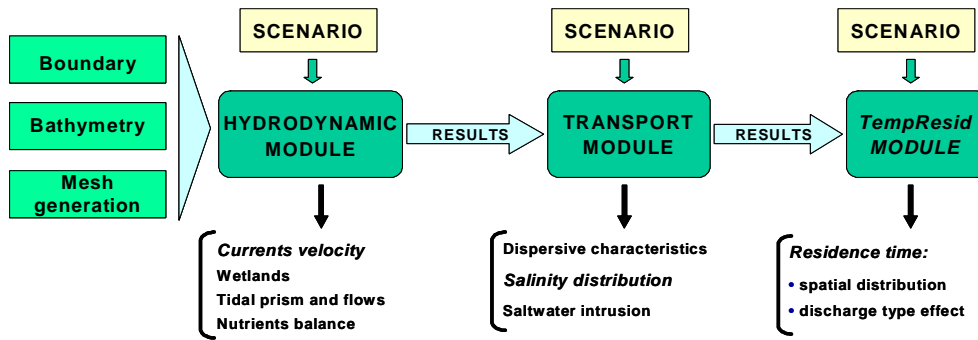 SCENARIO
SCENARIO
SCENARIO
Boundary
Bathymetry
Mesh
generation
HYDRODYNAMIC
MODULE
RESULTS
TRANSPORT
MODULE
RESULTS
TempResid
MODULE
Currents velocity
Wetlands
Tidal prism and flows
Nutrients balance
Dispersive characteristics
Salinity distribution
Saltwater intrusion
Residence time:
• spatial distribution
• discharge type effect